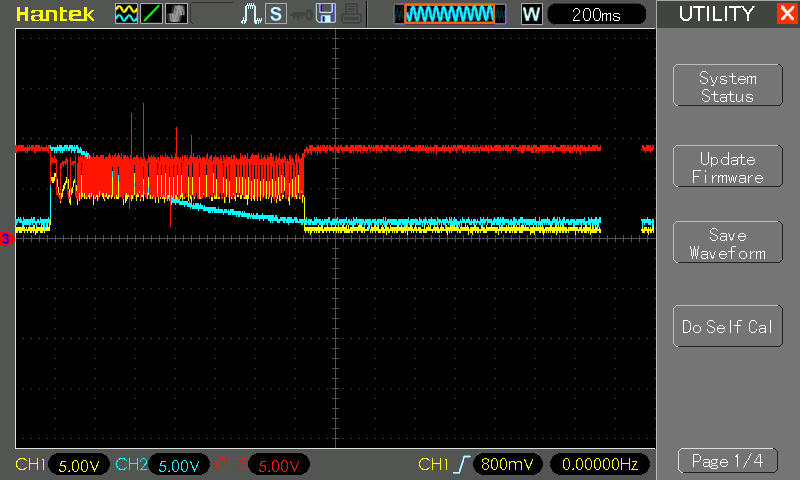 Hantek
S
W
200ms
UTILITY
X
System
Status
Update
Firmware
Save
Waveform
Do Self Cal
Page 1/4
3
CH1 5.00V CH2 5.00V CH3 5.00V CH1 800mV 0.00000Hz